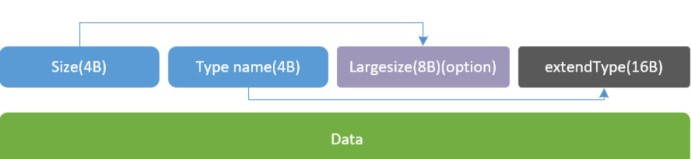 Size(4B)
Type name(4B)
Largesize(8B)(option)
extendType(16B)
Data